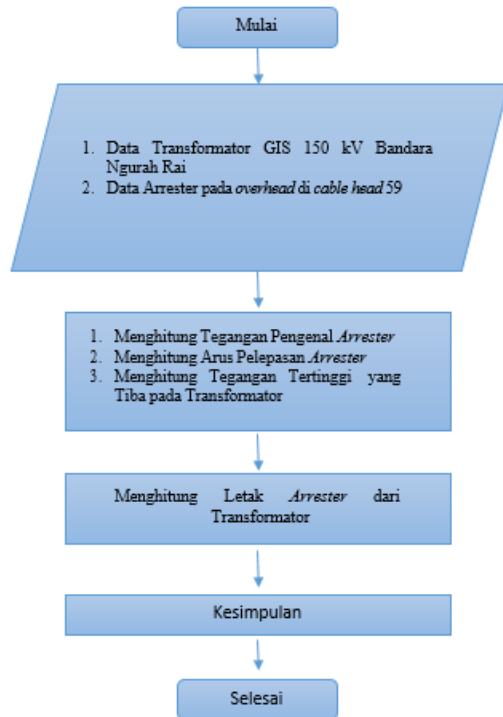 Mulai
1. Data Transformator GIS 150 kV Bandara
Ngurah Rai
2. Data Arrester pada overhead di cable head 59
1. Menghitung Tegangan Pengenal Arrester
2. Menghitung Arus Pelepasan Arrester
3. Menghitung Tegangan Tertinggi yang
Tiba pada Transformator
Menghitung Letak Arrester dari
Transformator
Kesimpulan
Selesai